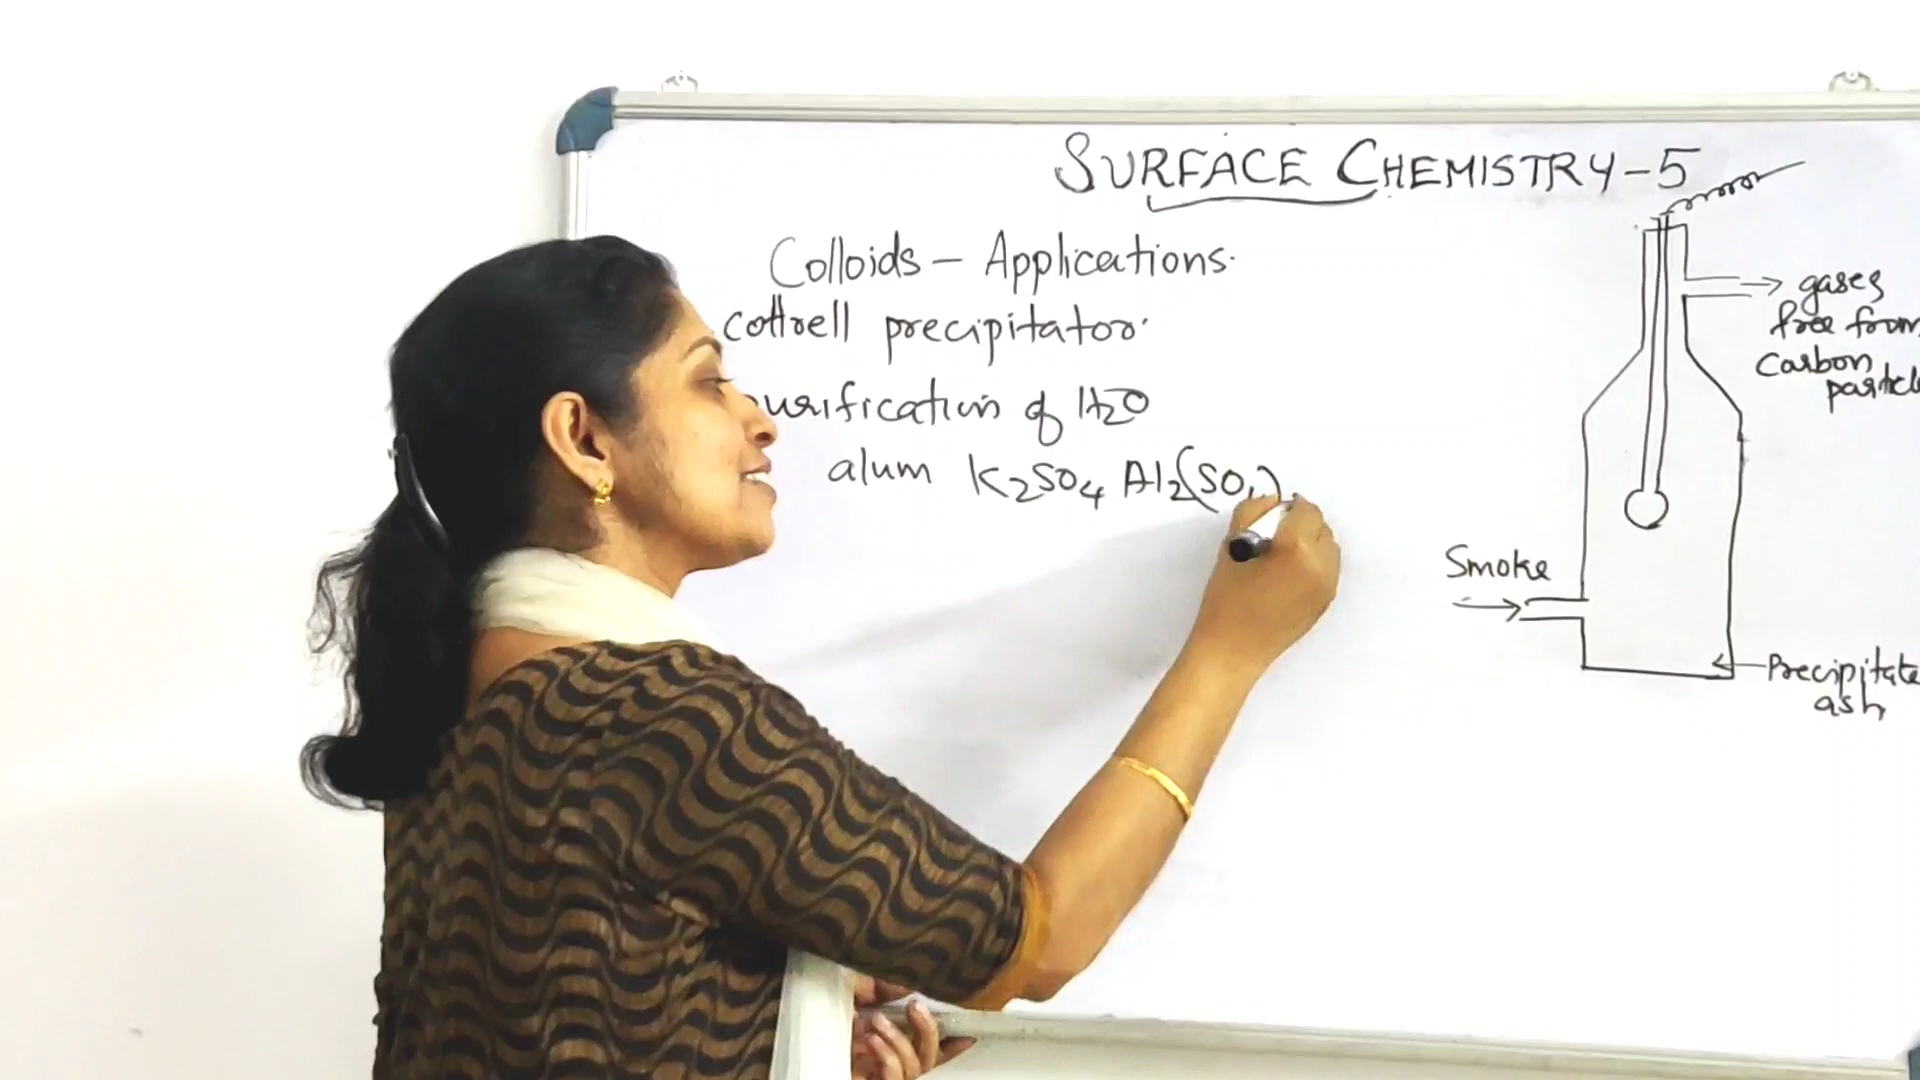 SURFACE CHEMISTRY-5
Colloids - Applications.
cottrell precipitator.
purification of H2O
alum K2SO4 Al2(SO4)
gases
free from
Carbon
Smoke
Precipitate
ash